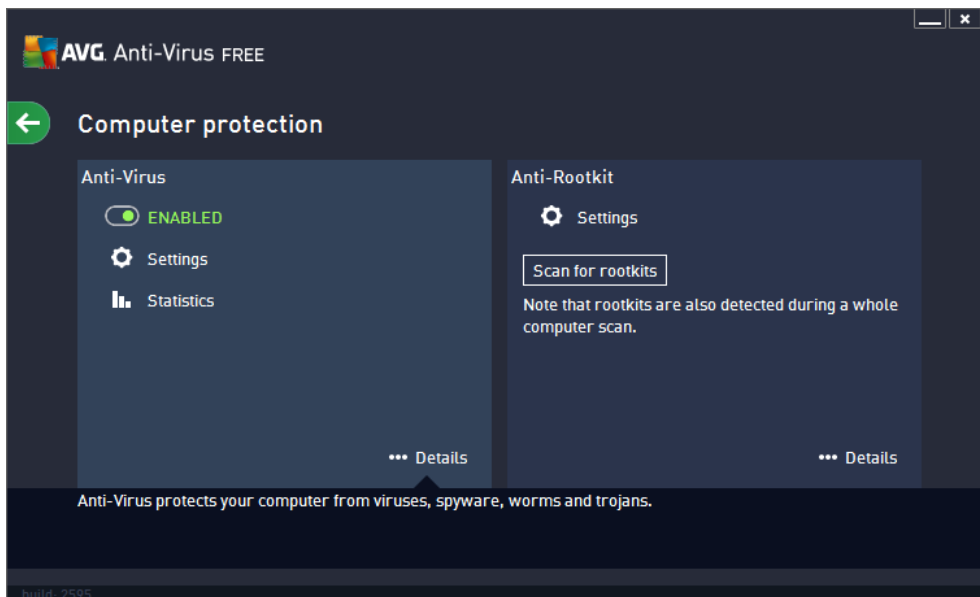 AVG. Anti-Virus FREE
Computer protection
Anti-Virus
ENABLED
Settings
Statistics
Details
Anti-Rootkit
Settings
Scan for rootkits
Note that rootkits are also detected during a whole
computer scan.
Details
Anti-Virus protects your computer from viruses, spyware, worms and trojans.
build: 2595